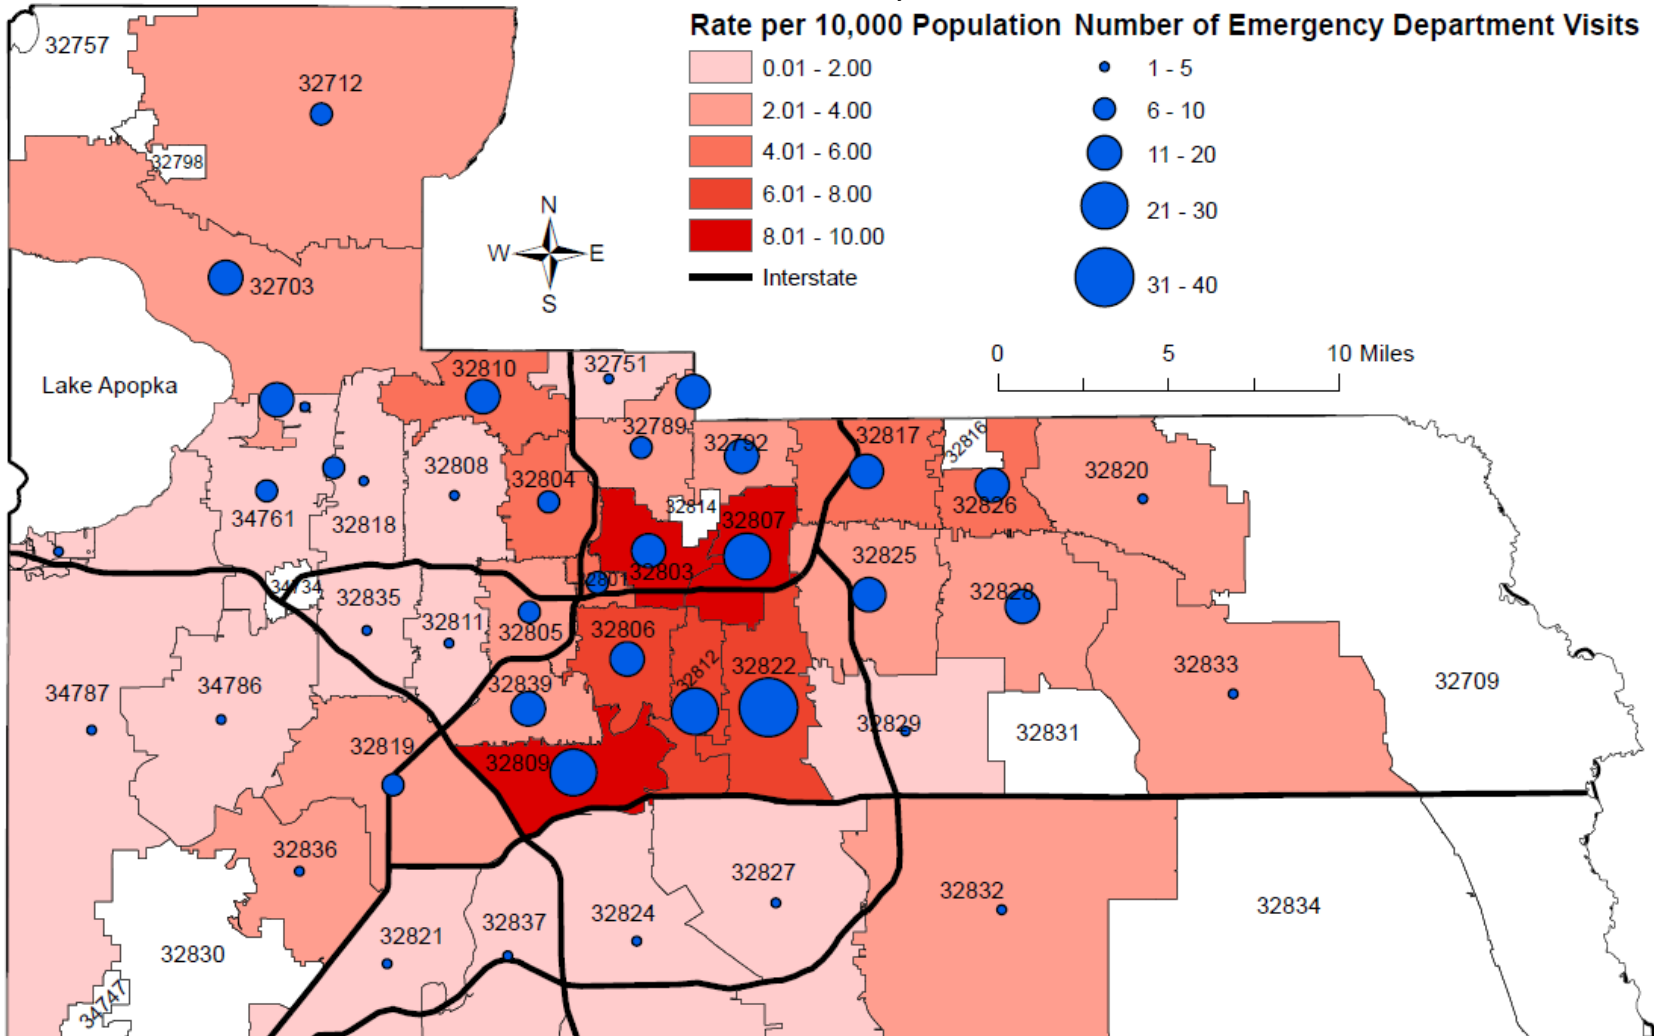 Rate per 10,000 Population
0.01 - 2.00
2.01 - 4.00
4.01 - 6.00
6.01 - 8.00
8.01 - 10.00
Interstate
Number of Emergency Department Visits
1 - 5
6 - 10
11 - 20
21 - 30
31 - 40
N
W E
S
0 5 10 Miles
32757
32712
32798
32703
Lake Apopka
32810
32751
32789
32792
32817
32816
32820
32808
32804
32814
32807
32826
34761
32818
32825
32803
32801
34734
32835
32811
32805
32806
32828
32812
32822
32833
32709
34787
34786
32839
32829
32831
32819
32809
32836
32827
32832
32834
32824
32837
32821
32830
34747